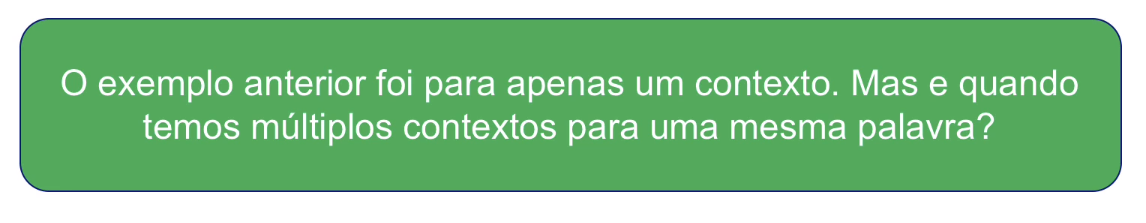 O exemplo anterior foi para apenas um contexto. Mas e quando
temos múltiplos contextos para uma mesma palavra?